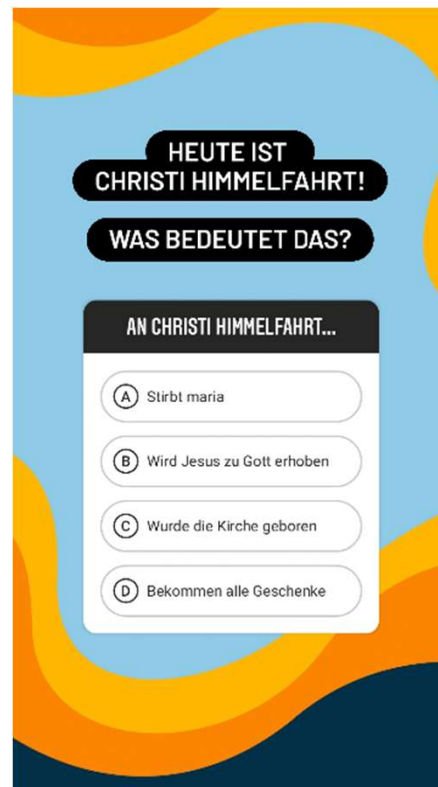 HEUTE IST
CHRISTI HIMMELFAHRT!
WAS BEDEUTET DAS?
AN CHRISTI HIMMELFAHRT...
A Stirbt maria
B Wird Jesus zu Gott erhoben
C Wurde die Kirche geboren
D Bekommen alle Geschenke